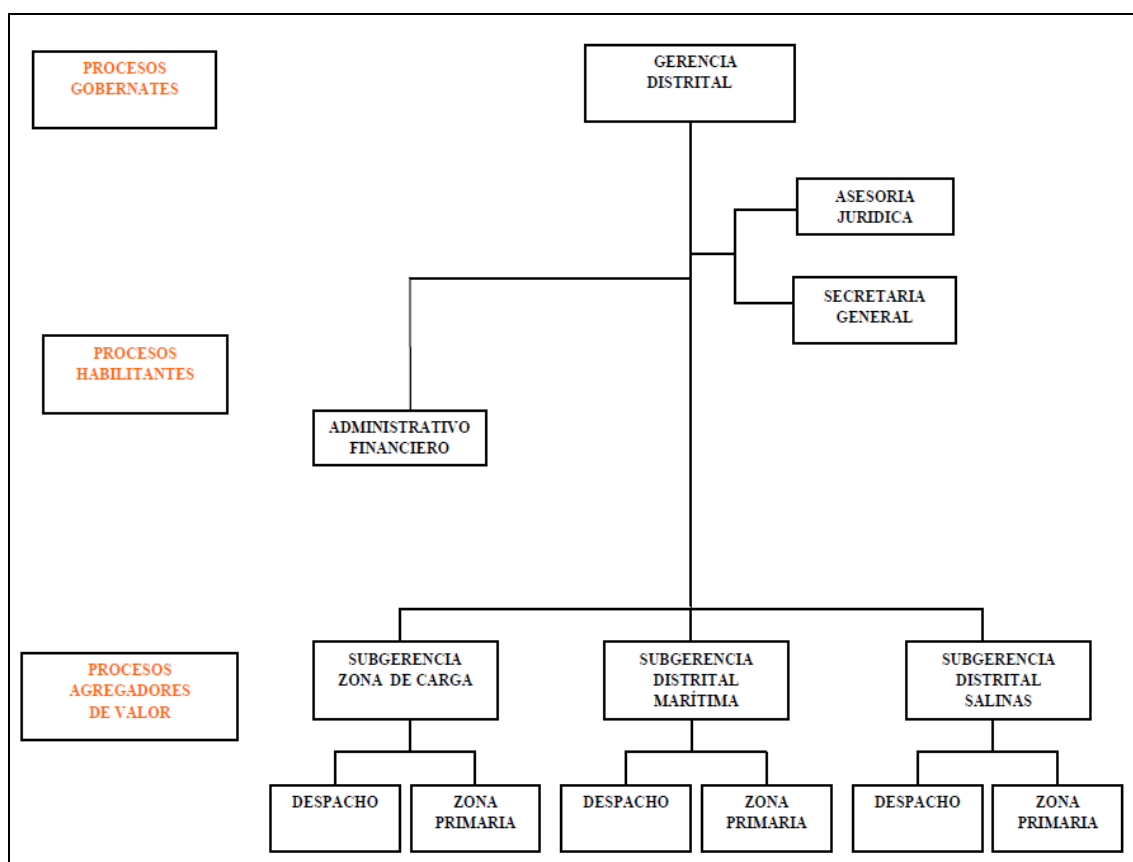 PROCESOS
GOBERNATES
GERENCIA
DISTRITAL
ASESORIA
JURIDICA
SECRETARIA
GENERAL
PROCESOS
HABILITANTES
ADMINISTRATIVO
FINANCIERO
PROCESOS
AGREGADORES
DE VALOR
SUBGERENCIA
ZONA DE CARGA
SUBGERENCIA
DISTRITAL
MARÍTIMA
SUBGERENCIA
DISTRITAL
SALINAS
DESPACHO
ZONA
PRIMARIA
DESPACHO
ZONA
PRIMARIA
DESPACHO
ZONA
PRIMARIA